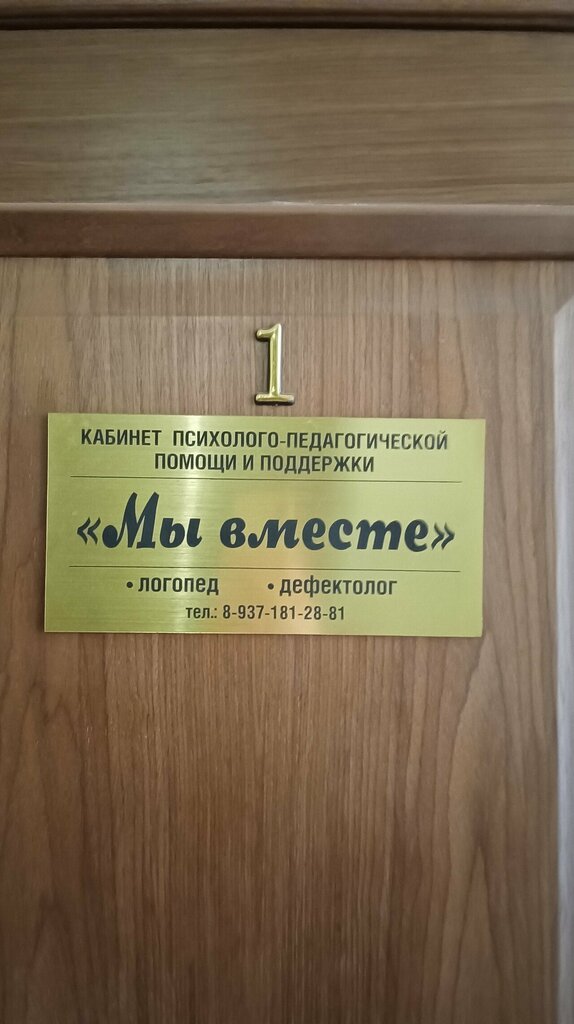 1
КАБИНЕТ ПСИХОЛОГО-ПЕДАГОГИЧЕСКОЙ
ПОМОЩИ И ПОДДЕРЖКИ
«Мы вместе»
• ЛОГОПЕД • ДЕФЕКТОЛОГ
тел.: 8-937-181-28-81